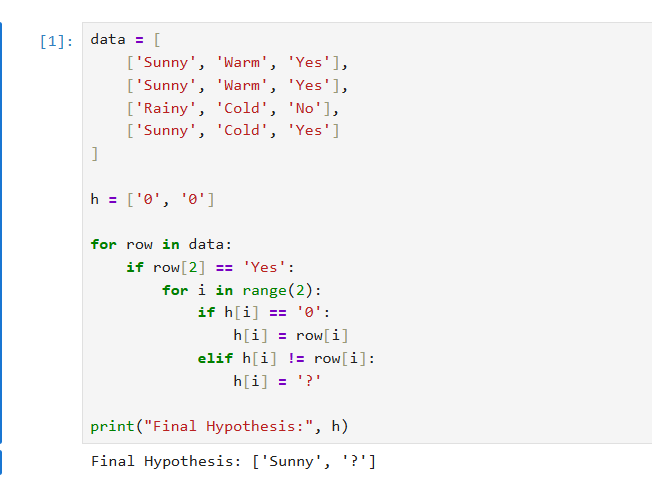 [1]: data = [
    ['Sunny', 'Warm', 'Yes'],
    ['Sunny', 'Warm', 'Yes'],
    ['Rainy', 'Cold', 'No'],
    ['Sunny', 'Cold', 'Yes']
]
h = ['0', '0']
for row in data:
    if row[2] == 'Yes':
        for i in range(2):
            if h[i] == '0':
                h[i] = row[i]
            elif h[i] != row[i]:
                h[i] = '?'
print("Final Hypothesis:", h)
Final Hypothesis: ['Sunny', '?']